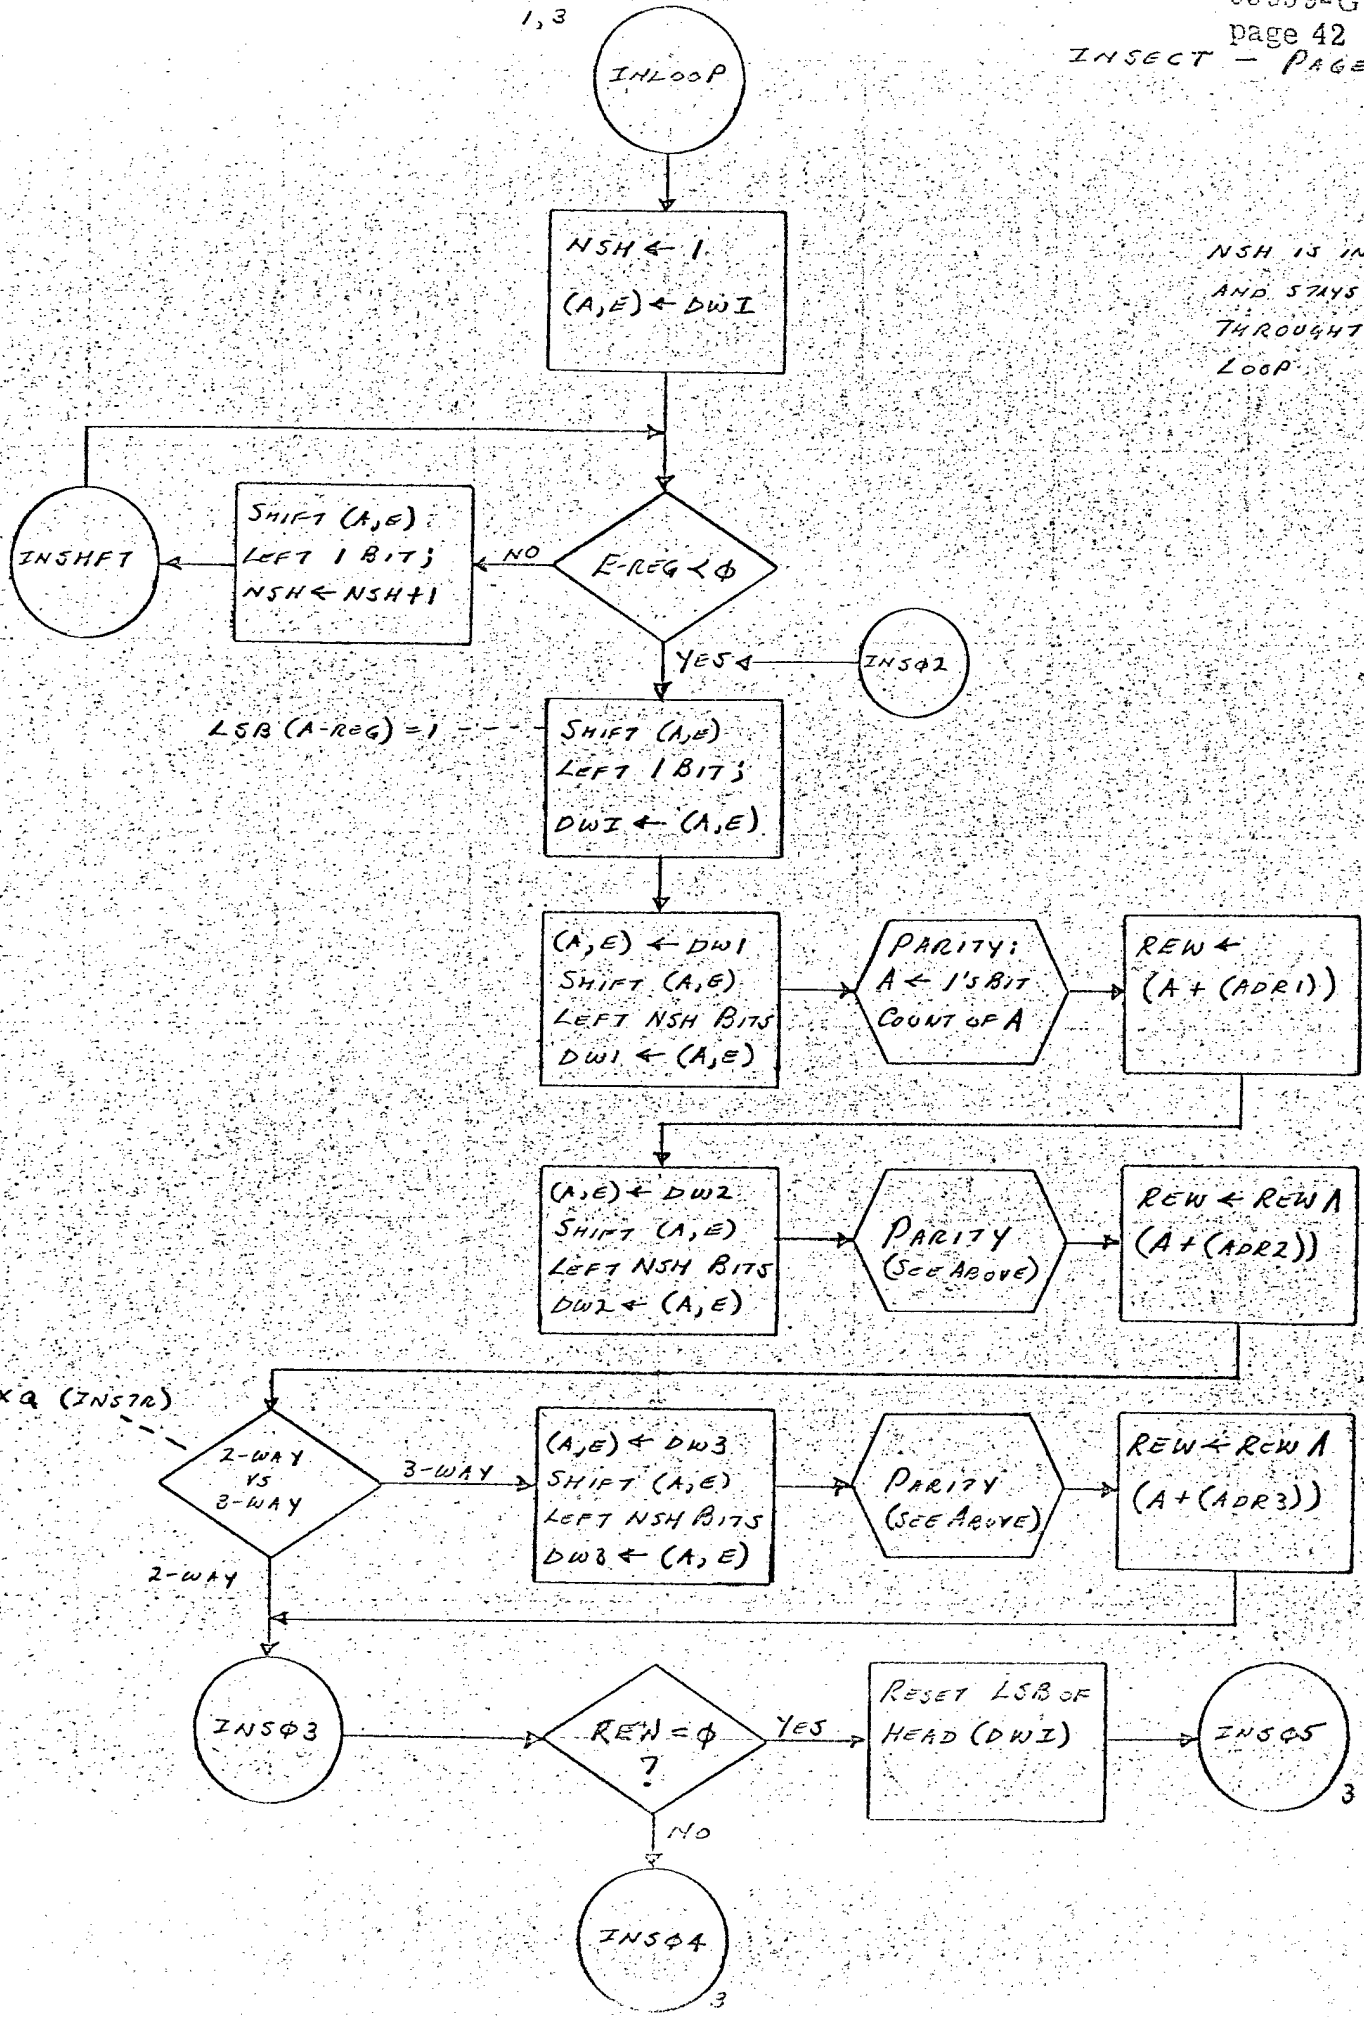 1, 3
page 42
INSECT - PAGE
INLOOP
NSH ← 1
(A,E) ← DWI
NSH IS IN
AND STAYS
THROUGHT
LOOP
INSHFT
SHIFT (A,E)
LEFT 1 BIT;
NSH ← NSH+1
NO
E-REG < φ
YES
INSφ2
LSB (A-REG) = 1
SHIFT (A,E)
LEFT 1 BIT;
DWI ← (A,E)
(A,E) ← DW1
SHIFT (A,E)
LEFT NSH BITS
DW1 ← (A,E)
PARITY:
A ← 1'S BIT
COUNT OF A
REW ←
(A + (ADR1))
(A,E) ← DW2
SHIFT (A,E)
LEFT NSH BITS
DW2 ← (A,E)
PARITY
(SEE ABOVE)
REW ← REW Λ
(A + (ADR2))
XQ (INSTR)
2-WAY
VS
3-WAY
3-WAY
2-WAY
(A,E) ← DW3
SHIFT (A,E)
LEFT NSH BITS
DW3 ← (A,E)
PARITY
(SEE ABOVE)
REW ← REW Λ
(A + (ADR3))
INSφ3
REW = φ
?
YES
RESET LSB OF
HEAD (DWI)
INSφ5
3
NO
INSφ4
3